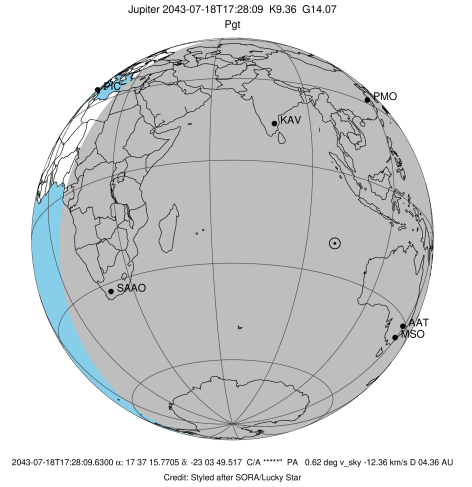 Jupiter 2043-07-18T17:28:09 K9.36 G14.07
Pgt
PIC
PMO
KAV
SAAO
AAT
MSO
2043-07-18T17:28:09.6300 α: 17 37 15.7705 δ: -23 03 49.517 C/A *****" PA 0.62 deg v_sky -12.36 km/s D 04.36 AU
Credit: Styled after SORA/Lucky Star